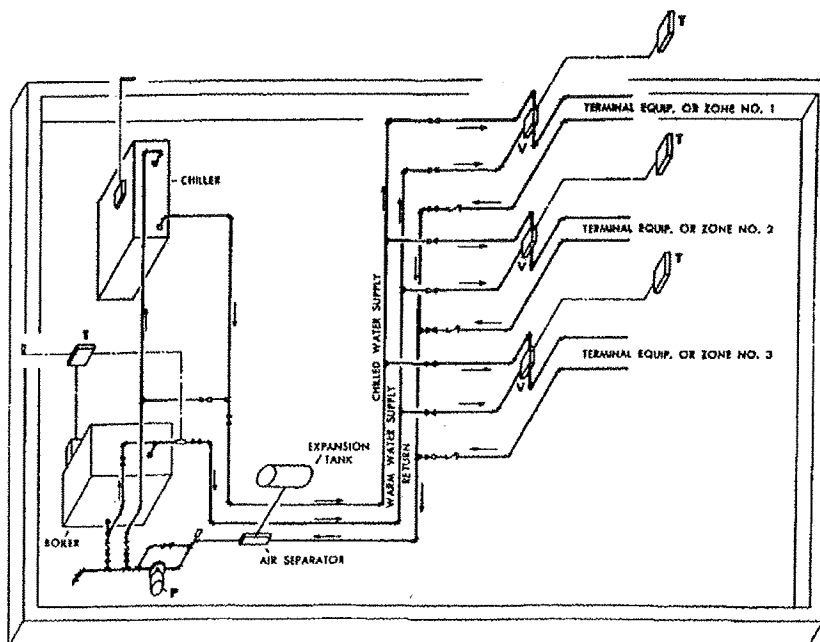 T
V
TERMINAL EQUIP. OR ZONE NO. 1
T
CHILLER
V
TERMINAL EQUIP. OR ZONE NO. 2
T
T
V
TERMINAL EQUIP. OR ZONE NO. 3
CHILLED WATER SUPPLY
WARM WATER SUPPLY
RETURN
EXPANSION
TANK
BOILER
AIR SEPARATOR
P